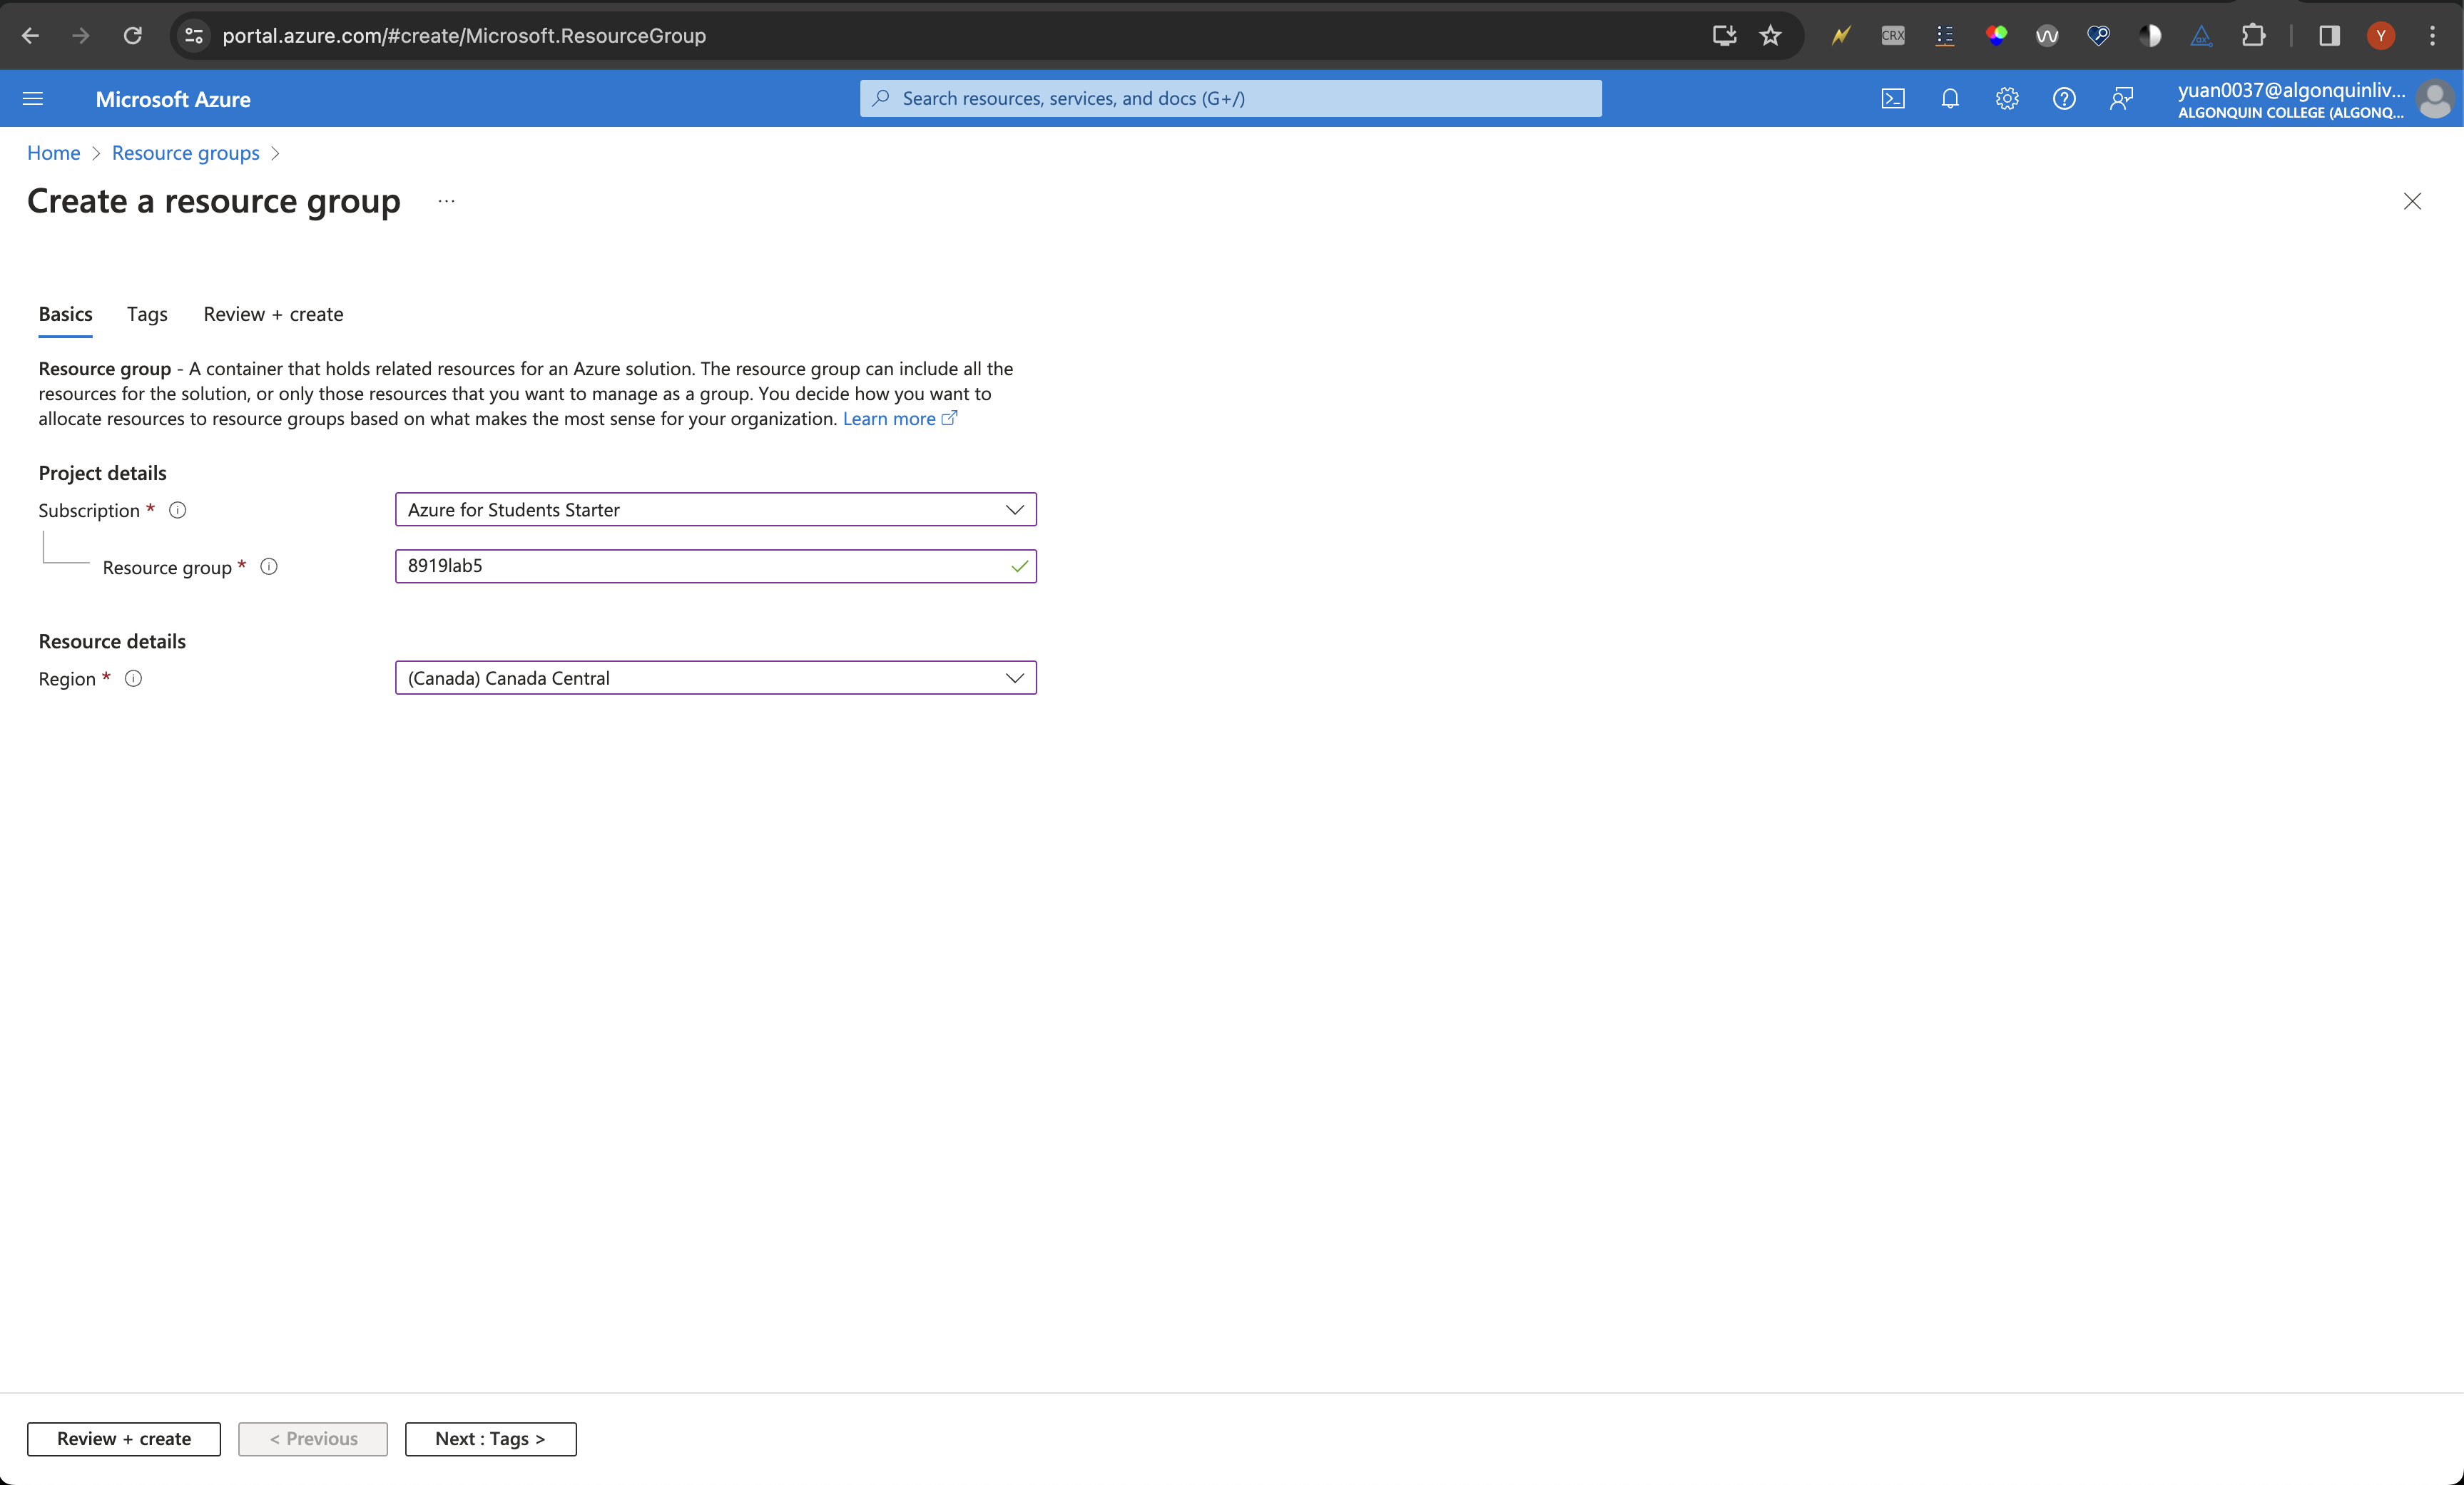 portal.azure.com/#create/Microsoft.ResourceGroup
CRX
Y
Microsoft Azure
Search resources, services, and docs (G+/)
yuan0037@algonquinliv...
ALGONQUIN COLLEGE (ALGONQ...
Home > Resource groups >
Create a resource group ...
Basics Tags Review + create
Resource group - A container that holds related resources for an Azure solution. The resource group can include all the
resources for the solution, or only those resources that you want to manage as a group. You decide how you want to
allocate resources to resource groups based on what makes the most sense for your organization. Learn more
Project details
Subscription * Azure for Students Starter
Resource group * 8919lab5
Resource details
Region * (Canada) Canada Central
Review + create < Previous Next : Tags >